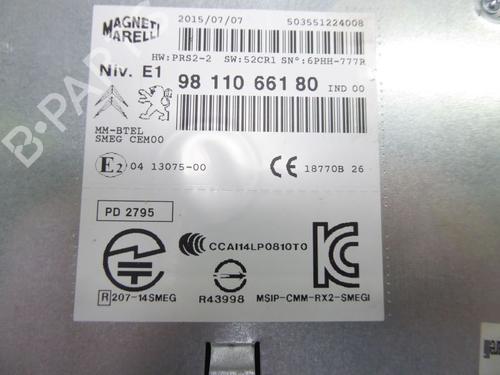 MAGNETI
MARELLI
2015/07/07 503551224008
HW:PRS2-2 SW:52CR1 SN°:6PHH-777R
Niv. E1
98 110 661 80 IND 00
MM-BTEL
SMEG CEM00
E2 04 13075-00
CE 18770B 26
PD 2795
CCAI14LP0810T0
R 207-14SMEG
R43998
MSIP-CMM-RX2-SMEGI